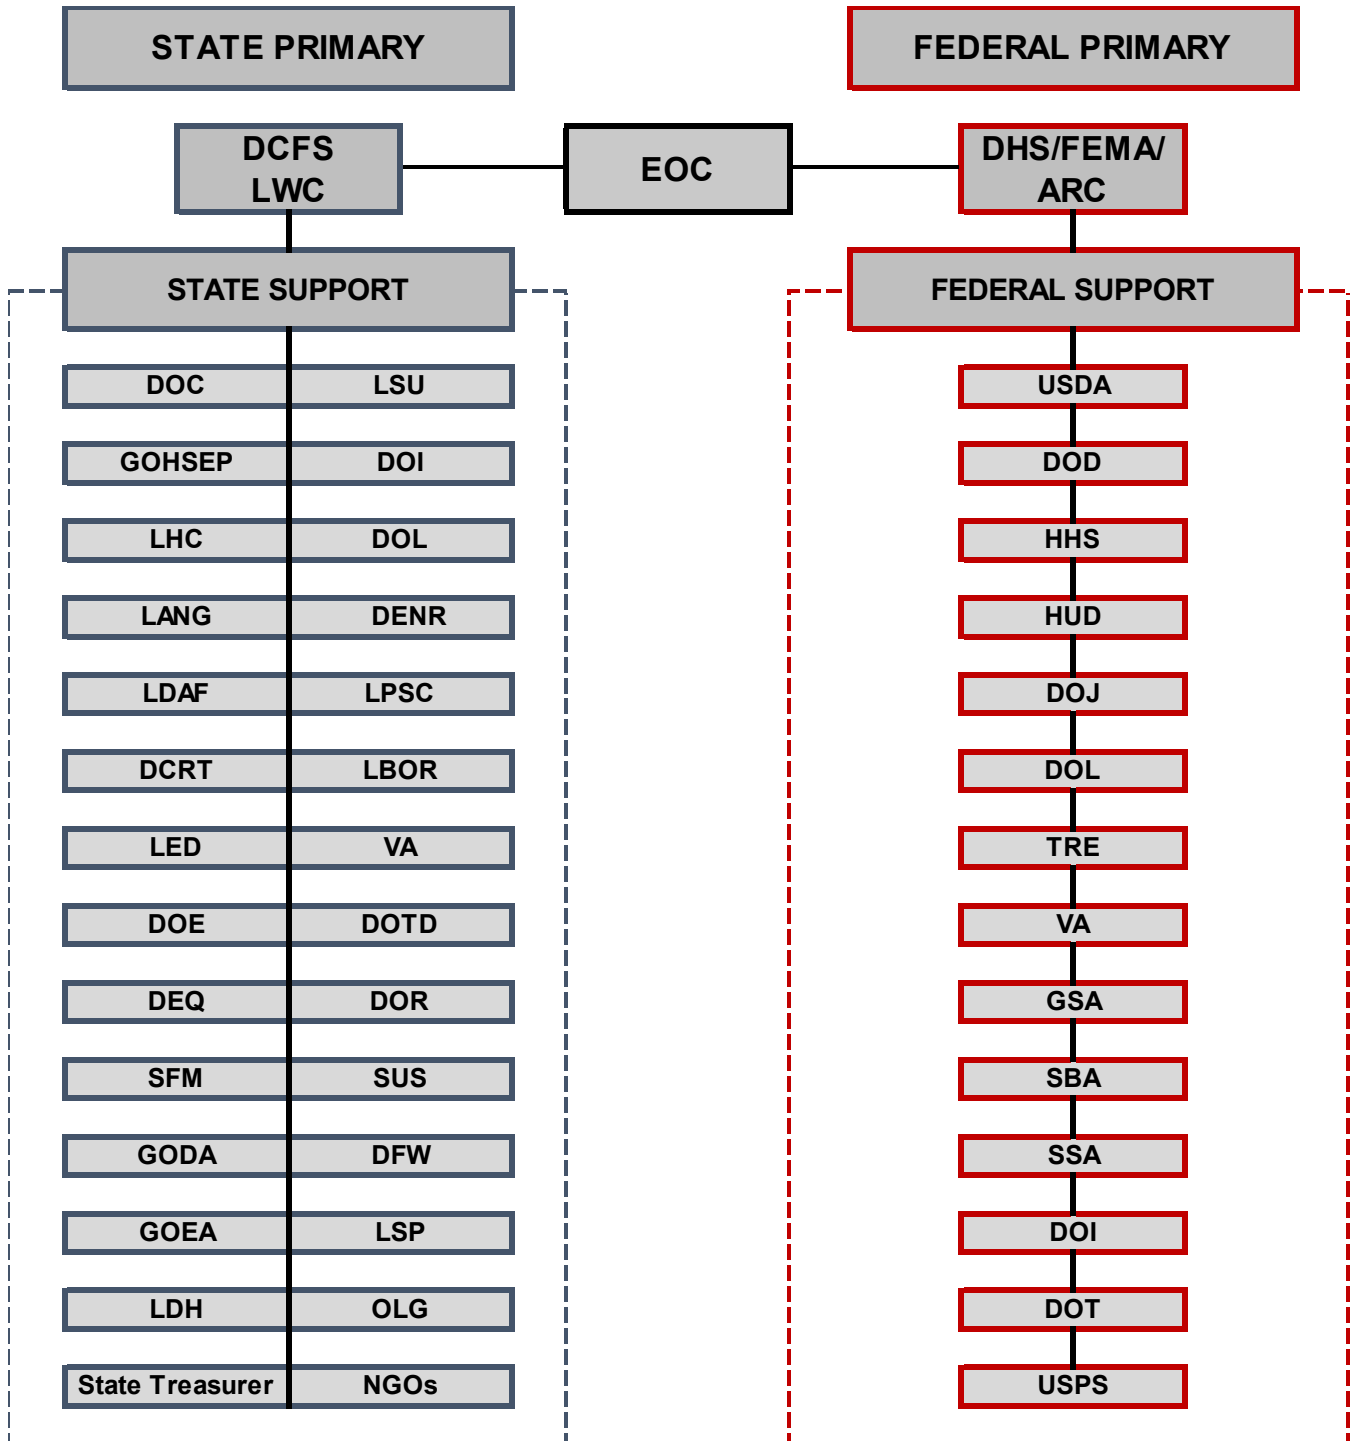 STATE PRIMARY
FEDERAL PRIMARY
DCFS
LWC
EOC
DHS/FEMA/
ARC
STATE SUPPORT
FEDERAL SUPPORT
DOC LSU
USDA
GOHSEP DOI
DOD
LHC DOL
HHS
LANG DENR
HUD
LDAF LPSC
DOJ
DCRT LBOR
DOL
LED VA
TRE
DOE DOTD
VA
DEQ DOR
GSA
SFM SUS
SBA
GODA DFW
SSA
GOEA LSP
DOI
LDH OLG
DOT
State Treasurer NGOs
USPS